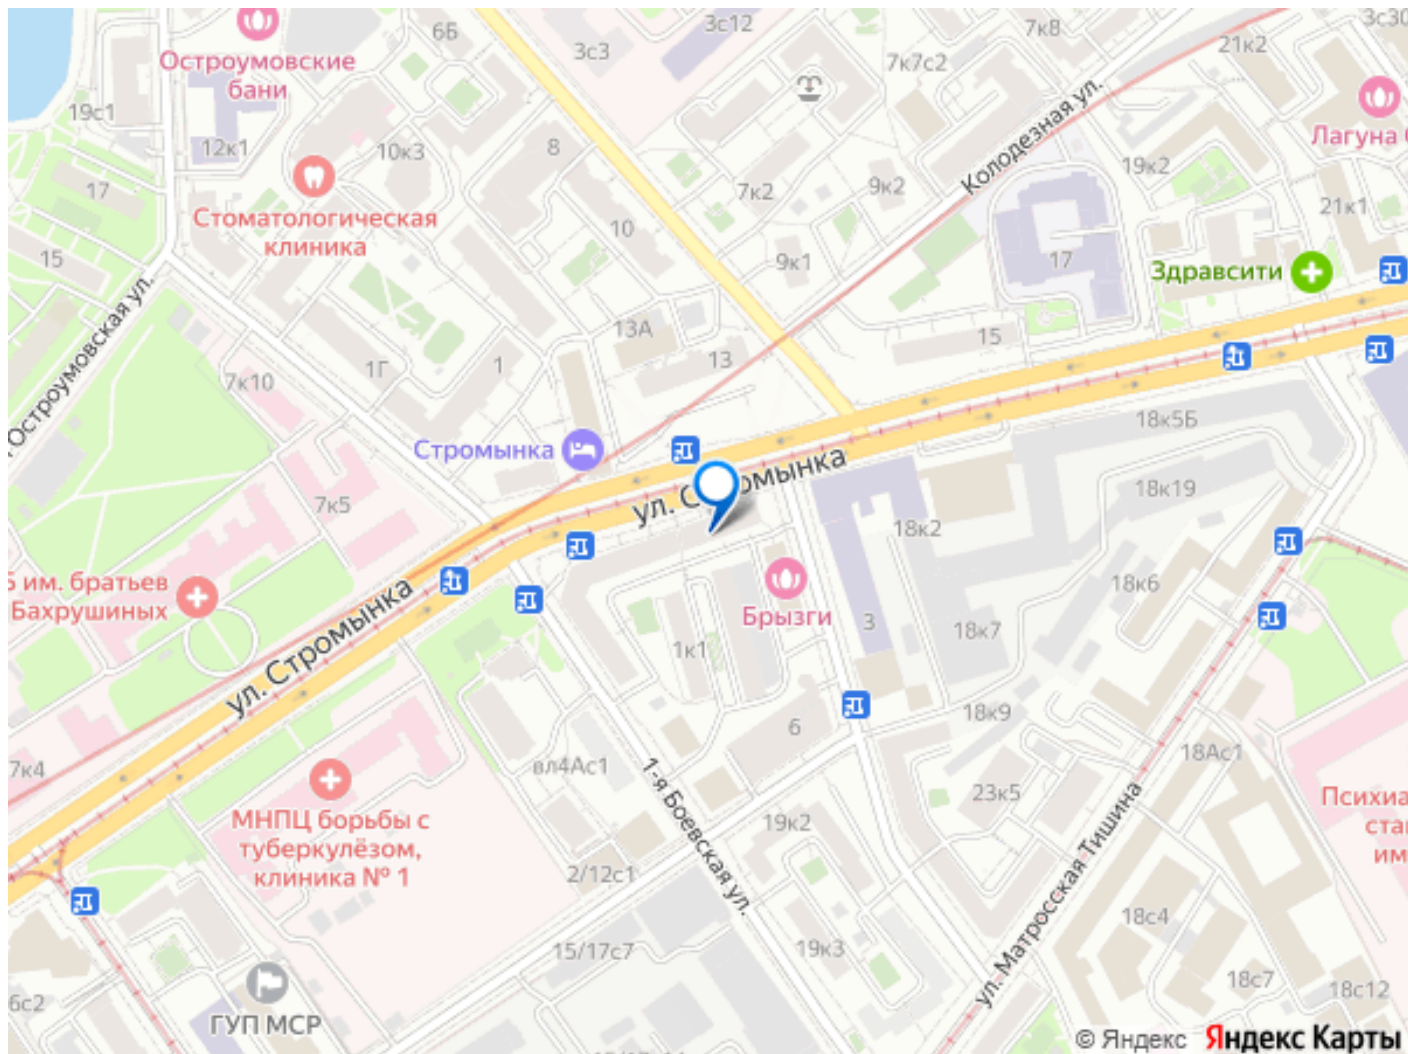 3с12
6Б
3с3
7к8
3с30
21к2
7к7с2
Остроумовские
бани
19с1
12к1
10к3
8
Колодезная ул.
Лагуна
19к2
17
7к2
9к2
21к1
Стоматологическая
клиника
10
15
9к1
17
Здравсити
Остроумовская ул.
13А
13
15
1Г
1
7к10
18к5Б
Стромынка
ул. Стромынка
18к19
7к5
18к2
им. братьев
Бахрушиных
18к6
Брызги
3
18к7
1к1
ул. Стромынка
18к9
6
18Ас1
7к4
вл4Ас1
1-я Боевская ул.
23к5
ул. Матросская Тишина
МНПЦ борьбы с
туберкулёзом,
клиника № 1
19к2
2/12с1
18с4
15/17с7
19к3
18с7
18с12
6с2
ГУП МСР
© Яндекс Яндекс Карты